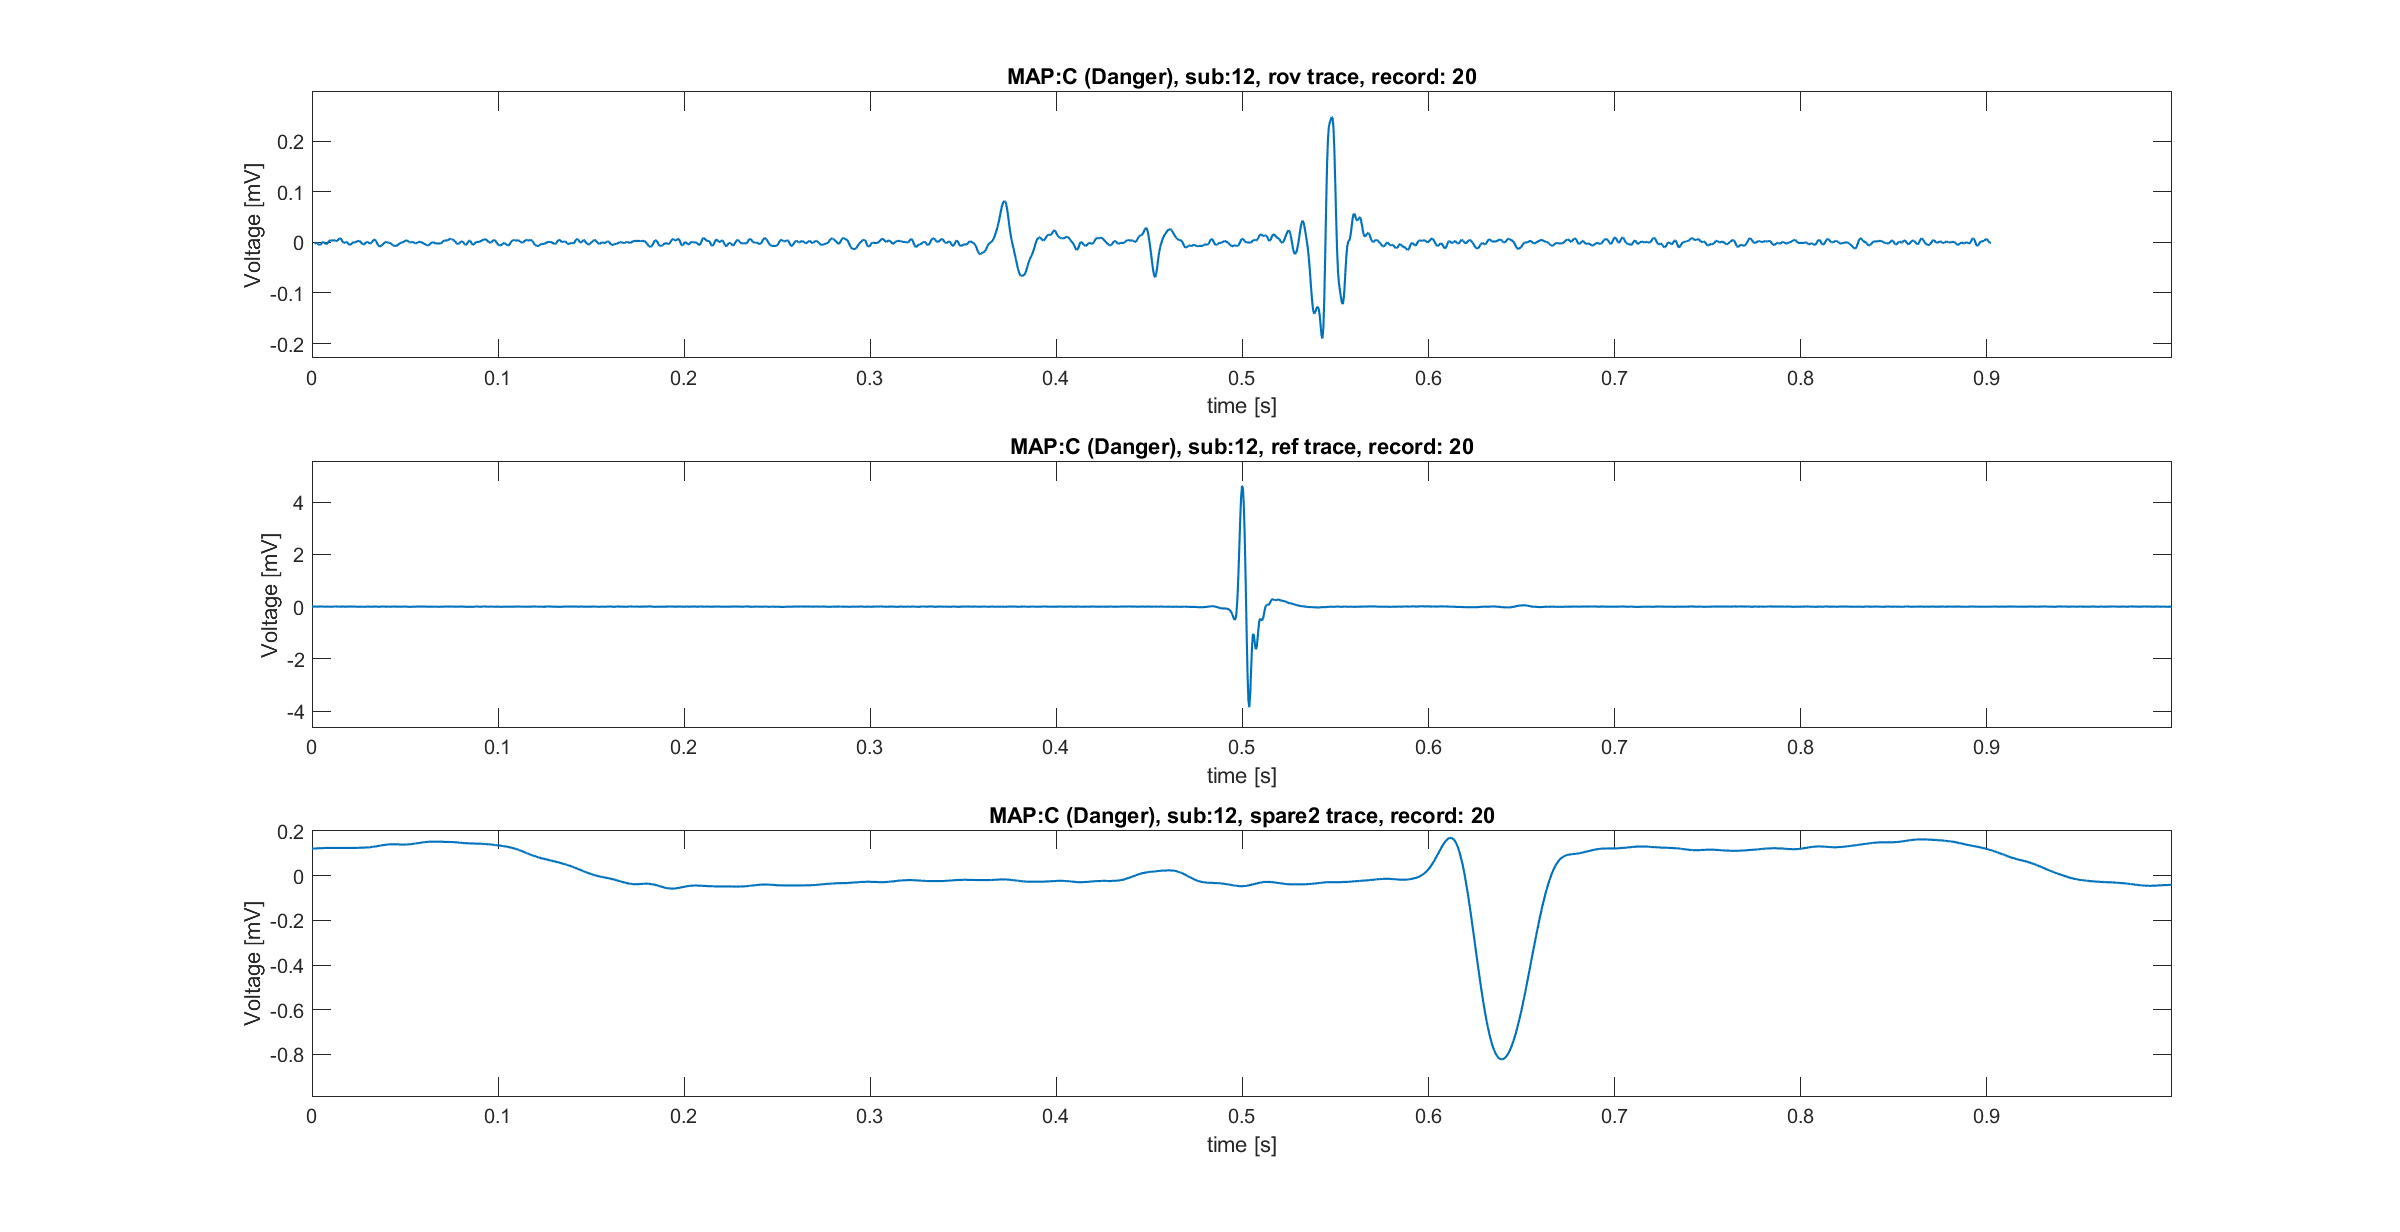 MAP:C (Danger), sub:12, rov trace, record: 20
Voltage [mV]
0.2
0.1
0
-0.1
-0.2
0 0.1 0.2 0.3 0.4 0.5 0.6 0.7 0.8 0.9
time [s]
MAP:C (Danger), sub:12, ref trace, record: 20
Voltage [mV]
4
2
0
-2
-4
0 0.1 0.2 0.3 0.4 0.5 0.6 0.7 0.8 0.9
time [s]
MAP:C (Danger), sub:12, spare2 trace, record: 20
Voltage [mV]
0.2
0
-0.2
-0.4
-0.6
-0.8
0 0.1 0.2 0.3 0.4 0.5 0.6 0.7 0.8 0.9
time [s]